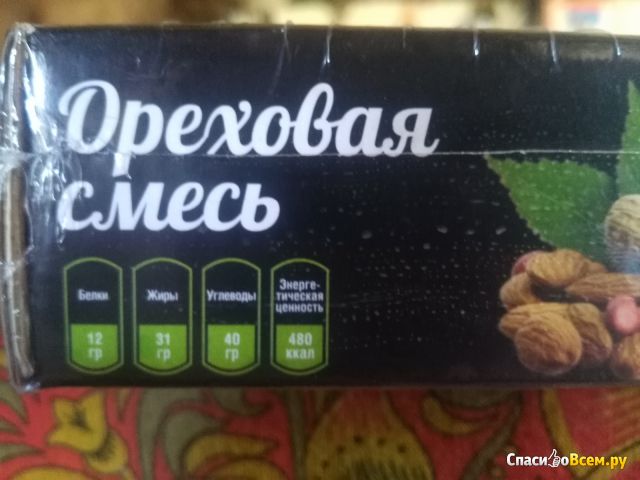 Ореховая
смесь
Белки
12
гр
Жиры
31
гр
Углеводы
40
гр
Энерге-
тическая
ценность
480
ккал
СпасибоВсем.ру